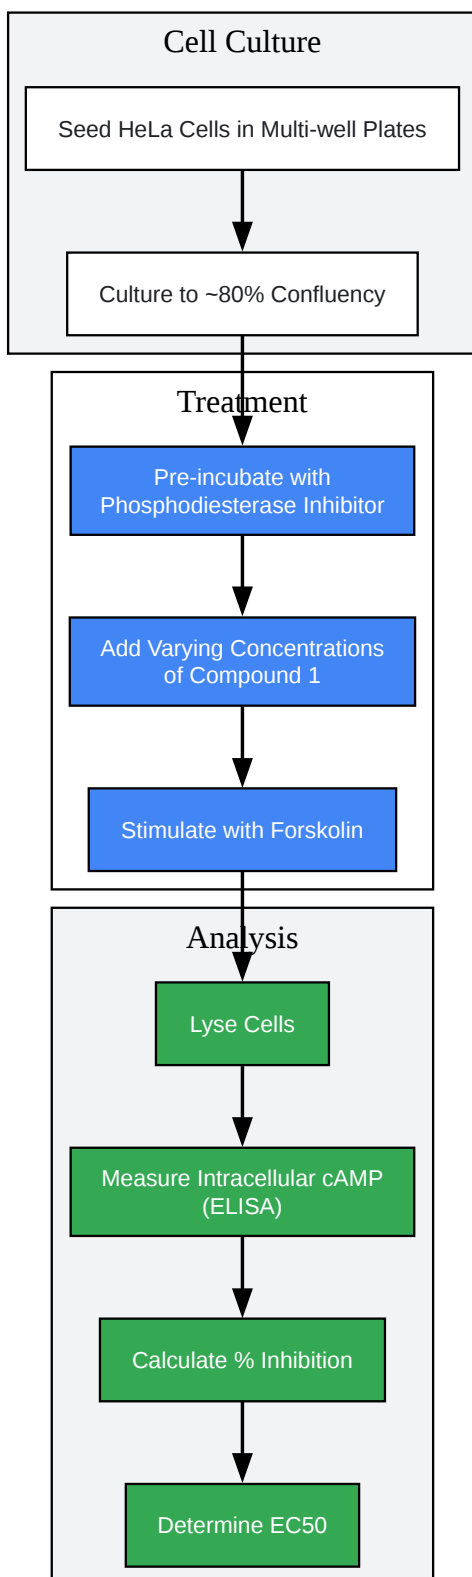 Cell Culture
Seed HeLa Cells in Multi-well Plates
Culture to ~80% Confluency
Treatment
Pre-incubate with
Phosphodiesterase Inhibitor
Add Varying Concentrations
of Compound 1
Stimulate with Forskolin
Analysis
Lyse Cells
Measure Intracellular cAMP
(ELISA)
Calculate % Inhibition
Determine EC50